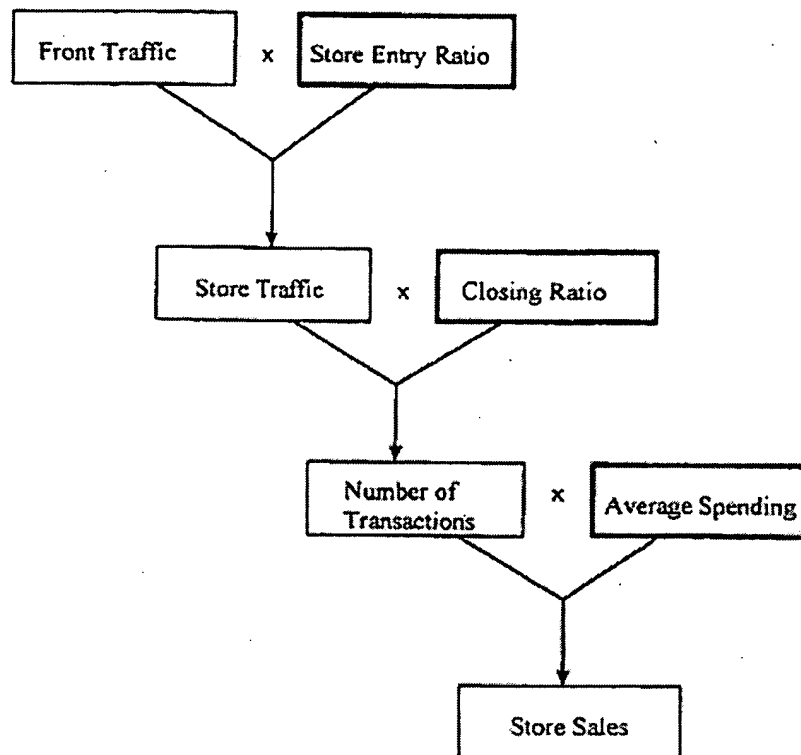 Front Traffic x Store Entry Ratio
Store Traffic x Closing Ratio
Number of
Transactions x Average Spending
Store Sales